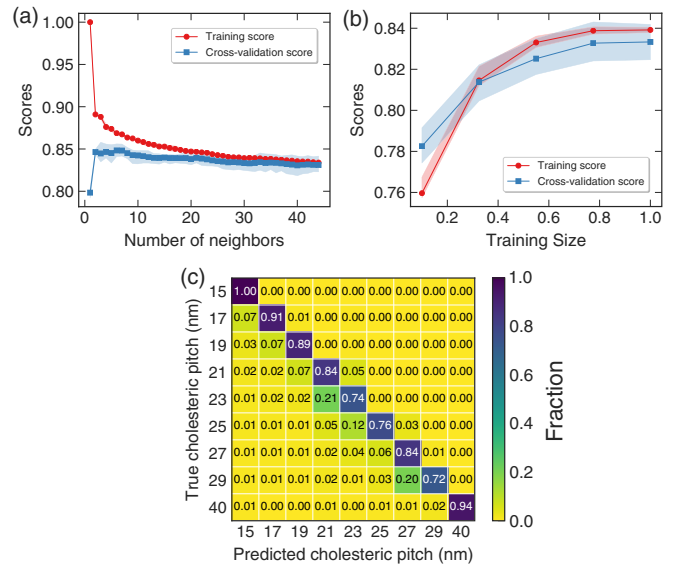 (a)
1.00
0.95
0.90
0.85
0.80
Scores
Training score
Cross-validation score
0 10 20 30 40
Number of neighbors
(b)
0.84
0.82
0.80
0.78
0.76
Scores
Training score
Cross-validation score
0.2 0.4 0.6 0.8 1.0
Training Size
(c)
True cholesteric pitch (nm)
15 1.00 0.00 0.00 0.00 0.00 0.00 0.00 0.00 0.00
17 0.07 0.91 0.01 0.00 0.00 0.00 0.00 0.00 0.00
19 0.03 0.07 0.89 0.00 0.00 0.00 0.00 0.00 0.00
21 0.02 0.02 0.07 0.84 0.05 0.00 0.00 0.00 0.00
23 0.01 0.02 0.02 0.21 0.74 0.00 0.00 0.00 0.00
25 0.01 0.01 0.01 0.05 0.12 0.76 0.03 0.00 0.00
27 0.01 0.01 0.01 0.02 0.04 0.06 0.84 0.01 0.00
29 0.01 0.01 0.01 0.02 0.01 0.03 0.20 0.72 0.00
40 0.01 0.00 0.00 0.01 0.00 0.01 0.01 0.02 0.94
15 17 19 21 23 25 27 29 40
Predicted cholesteric pitch (nm)
1.0
0.8
0.6
0.4
0.2
0.0
Fraction